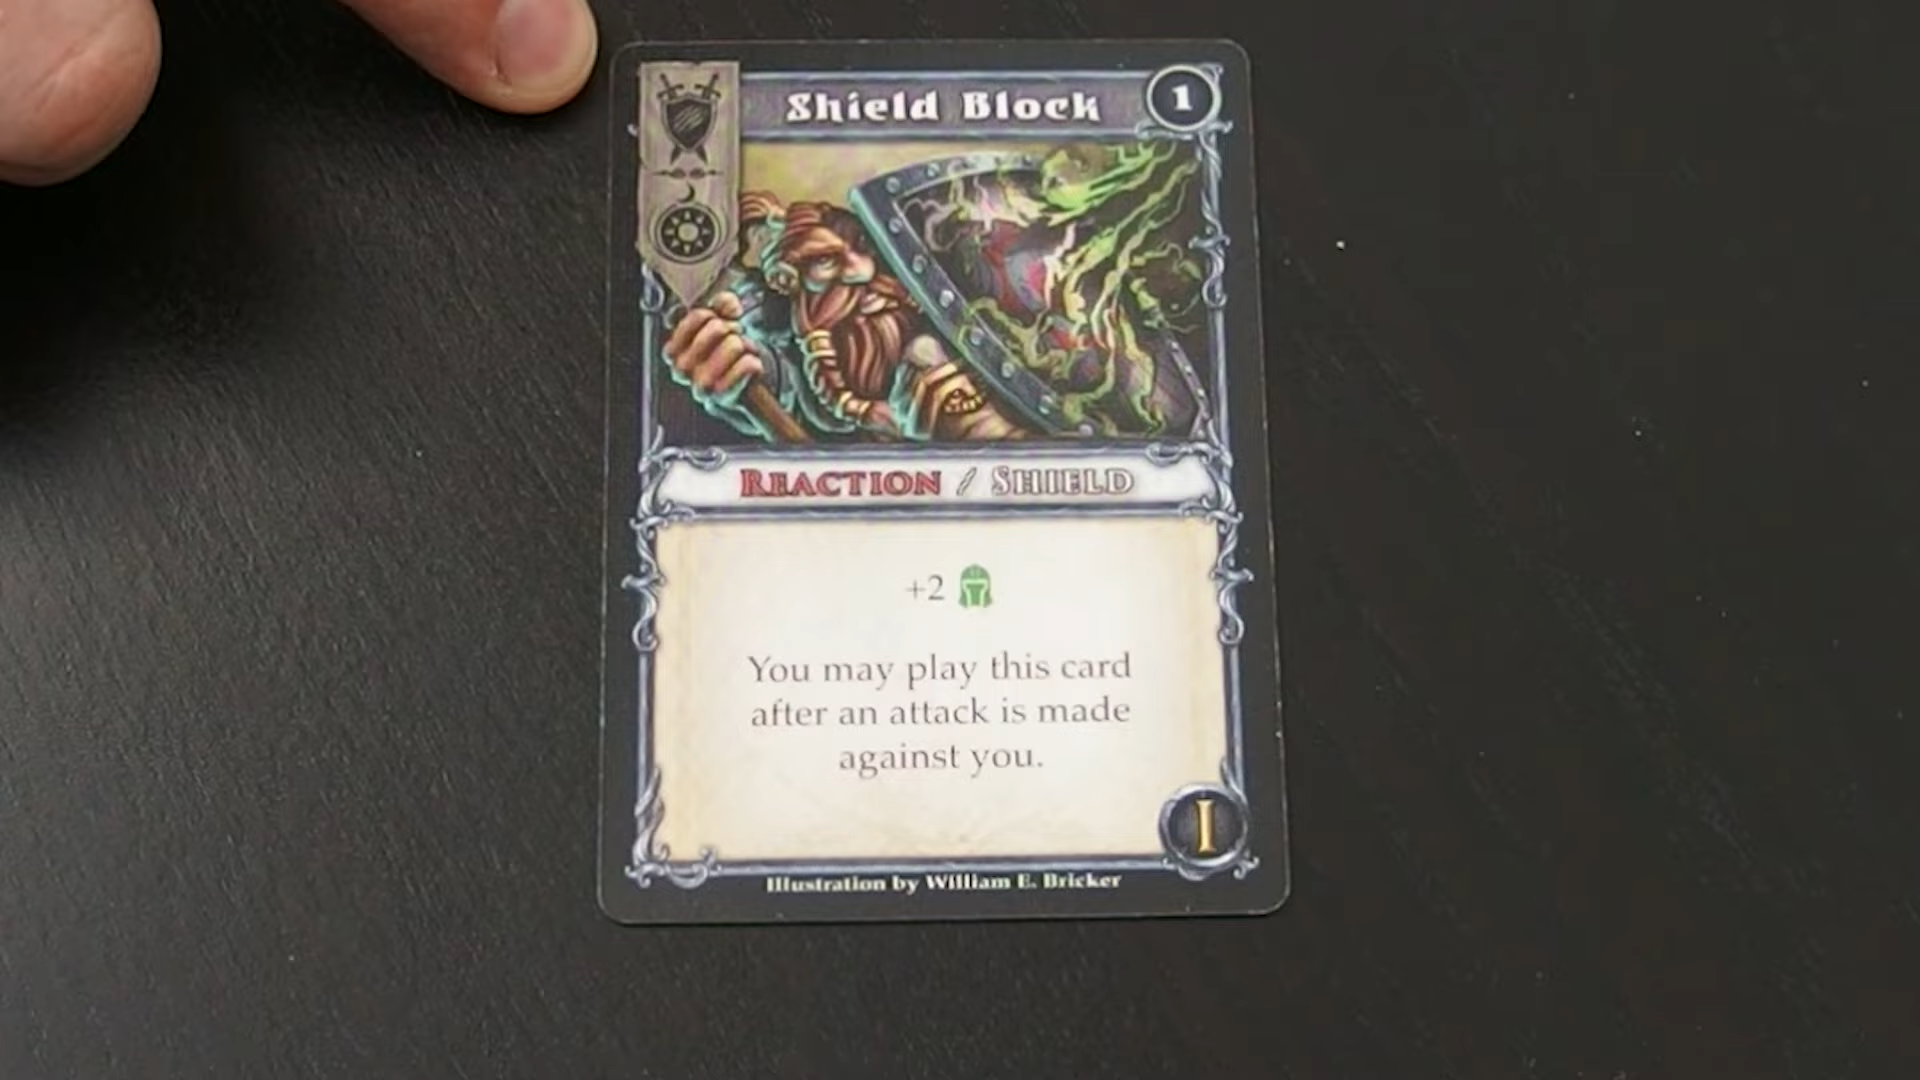 Shield Block
1
REACTION / SHIELD
+2
You may play this card
after an attack is made
against you.
I
Illustration by William E. Bricker